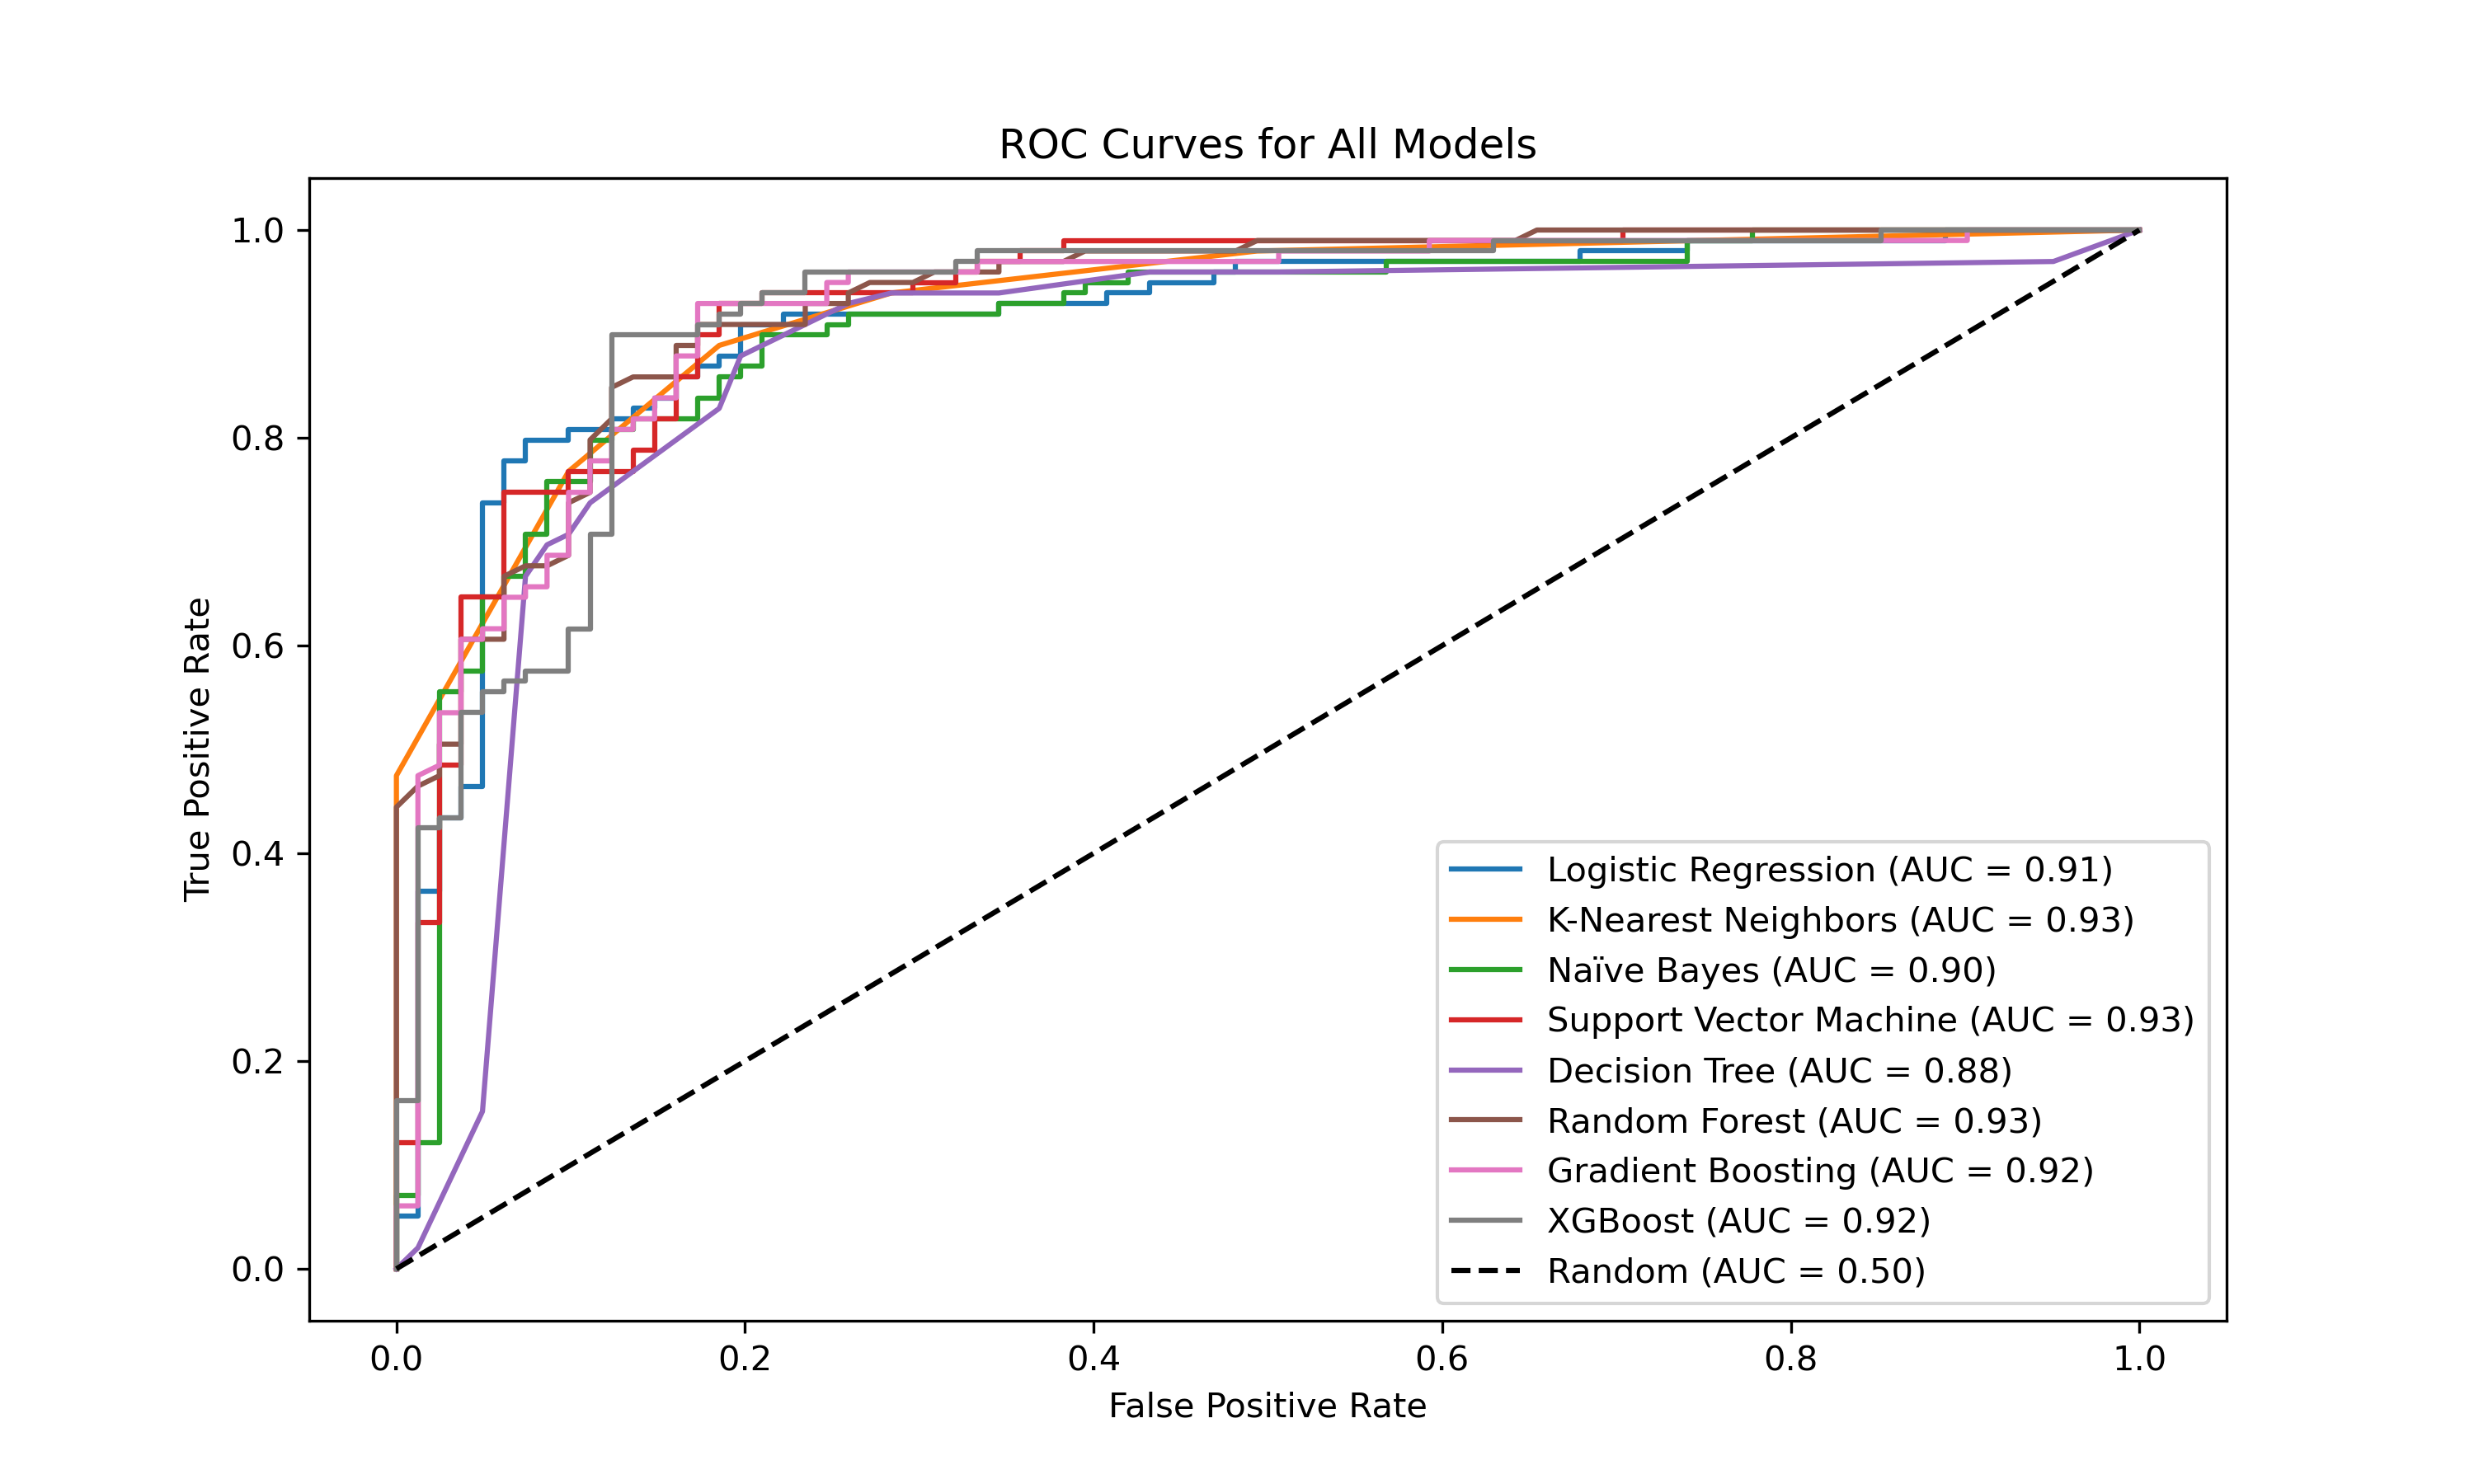 ROC Curves for All Models
1.0
0.8
0.6
0.4
0.2
0.0
True Positive Rate
0.0 0.2 0.4 0.6 0.8 1.0
False Positive Rate
Logistic Regression (AUC = 0.91)
K-Nearest Neighbors (AUC = 0.93)
Naïve Bayes (AUC = 0.90)
Support Vector Machine (AUC = 0.93)
Decision Tree (AUC = 0.88)
Random Forest (AUC = 0.93)
Gradient Boosting (AUC = 0.92)
XGBoost (AUC = 0.92)
Random (AUC = 0.50)